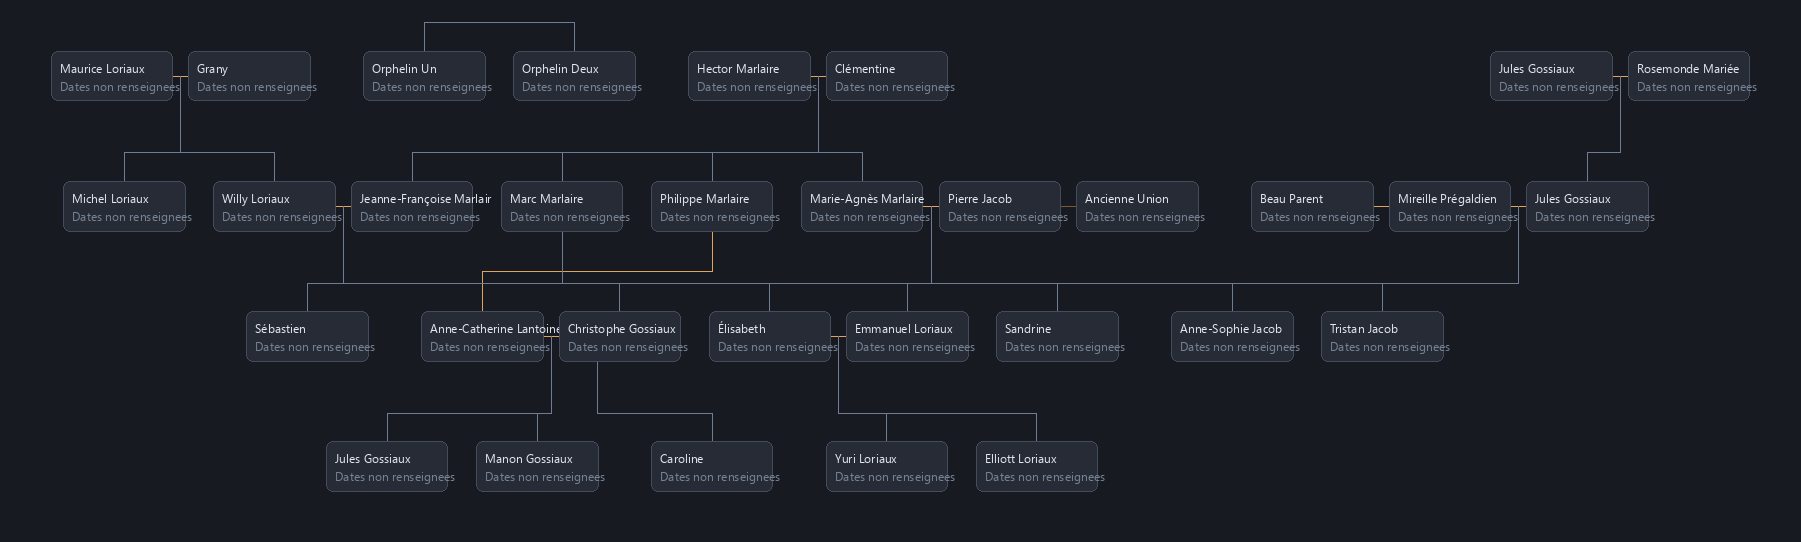 Maurice Loriaux
Dates non renseignees
Grany
Dates non renseignees
Orphelin Un
Dates non renseignees
Orphelin Deux
Dates non renseignees
Hector Marlaire
Dates non renseignees
Clémentine
Dates non renseignees
Jules Gossiaux
Dates non renseignees
Rosemonde Mariée
Dates non renseignees
Michel Loriaux
Dates non renseignees
Willy Loriaux
Dates non renseignees
Jeanne-Françoise Marlair
Dates non renseignees
Marc Marlaire
Dates non renseignees
Philippe Marlaire
Dates non renseignees
Marie-Agnès Marlaire
Dates non renseignees
Pierre Jacob
Dates non renseignees
Ancienne Union
Dates non renseignees
Beau Parent
Dates non renseignees
Mireille Prégaldien
Dates non renseignees
Jules Gossiaux
Dates non renseignees
Sébastien
Dates non renseignees
Anne-Catherine Lantoine
Dates non renseignees
Christophe Gossiaux
Dates non renseignees
Élisabeth
Dates non renseignees
Emmanuel Loriaux
Dates non renseignees
Sandrine
Dates non renseignees
Anne-Sophie Jacob
Dates non renseignees
Tristan Jacob
Dates non renseignees
Jules Gossiaux
Dates non renseignees
Manon Gossiaux
Dates non renseignees
Caroline
Dates non renseignees
Yuri Loriaux
Dates non renseignees
Elliott Loriaux
Dates non renseignees